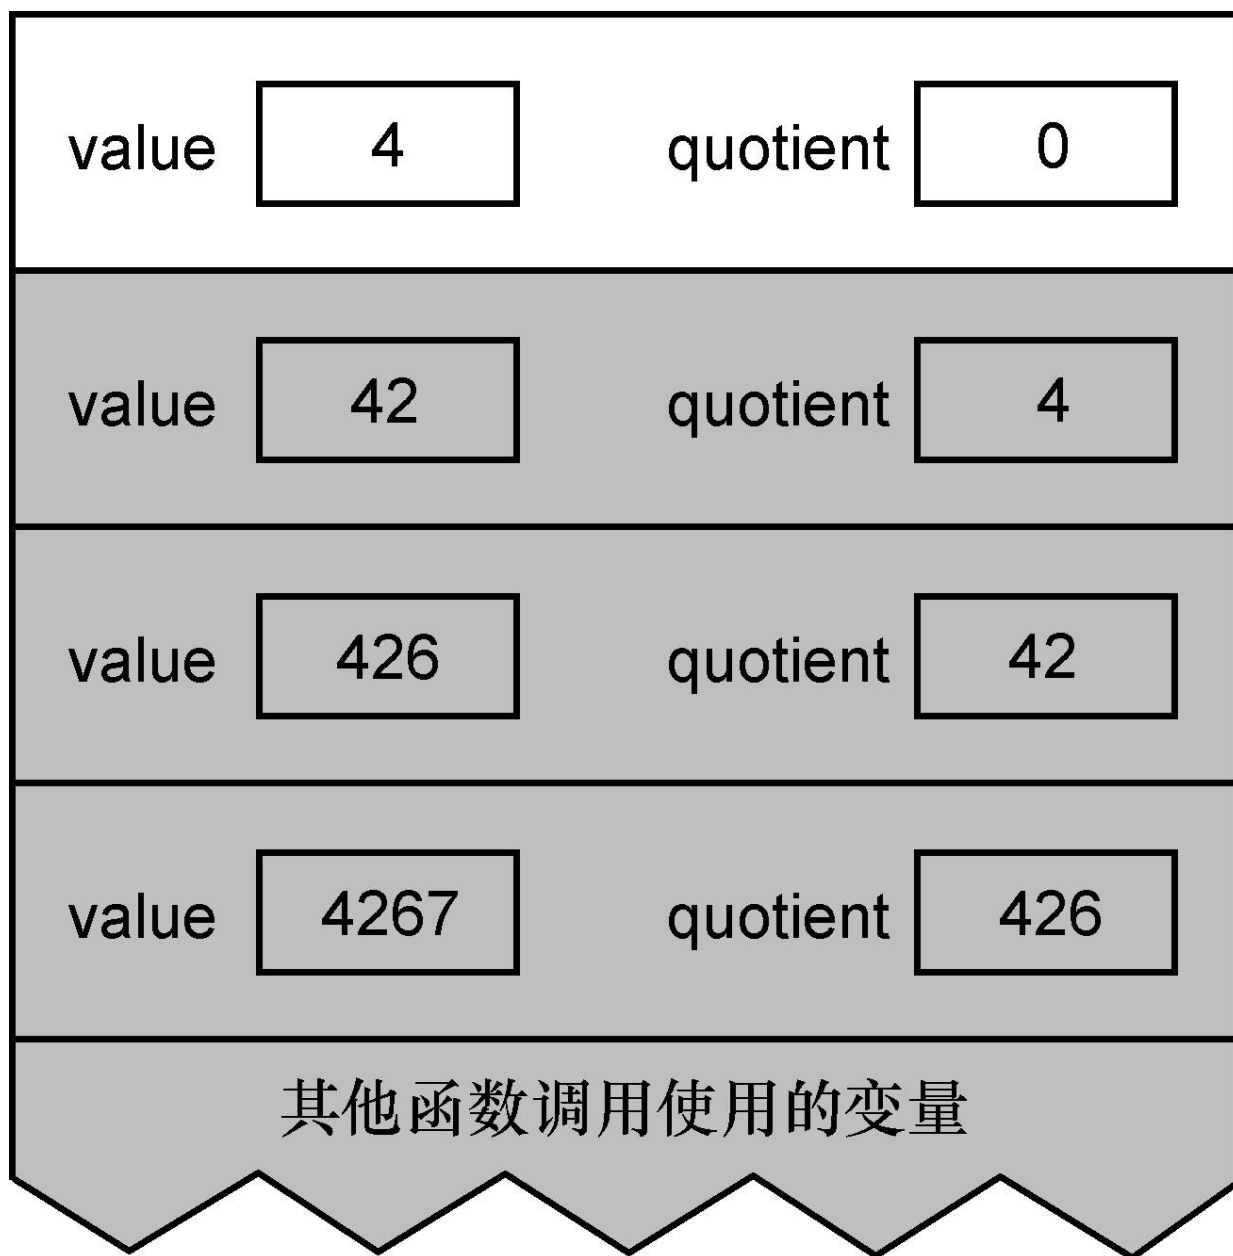 value 4 quotient 0
value 42 quotient 4
value 426 quotient 42
value 4267 quotient 426
其他函数调用使用的变量